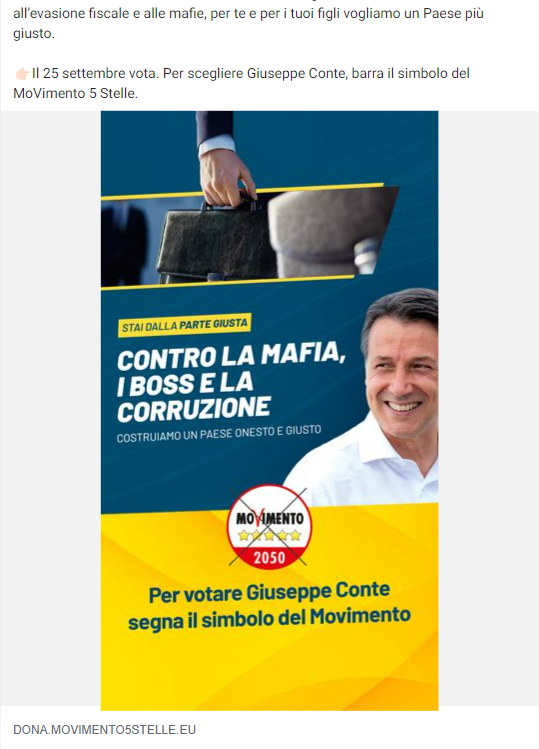 all'evasione fiscale e alle mafie, per te e per i tuoi figli vogliamo un Paese più
giusto.
👉🏻Il 25 settembre vota. Per scegliere Giuseppe Conte, barra il simbolo del
MoVimento 5 Stelle.
STAI DALLA PARTE GIUSTA
CONTRO LA MAFIA,
I BOSS E LA
CORRUZIONE
COSTRUIAMO UN PAESE ONESTO E GIUSTO
MOVIMENTO
2050
Per votare Giuseppe Conte
segna il simbolo del Movimento
DONA.MOVIMENTO5STELLE.EU